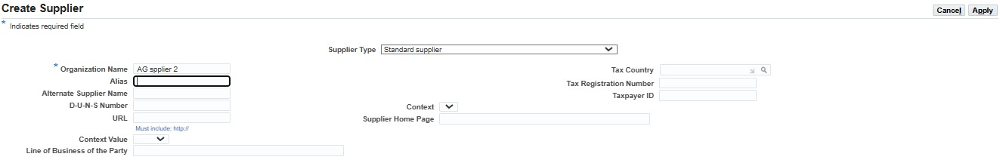 Create Supplier
Cancel Apply
* Indicates required field
Supplier Type Standard supplier
* Organization Name AG spplier 2
Tax Country
Alias
Tax Registration Number
Alternate Supplier Name
Taxpayer ID
D-U-N-S Number
Context
URL
Supplier Home Page
Must include: http://
Context Value
Line of Business of the Party